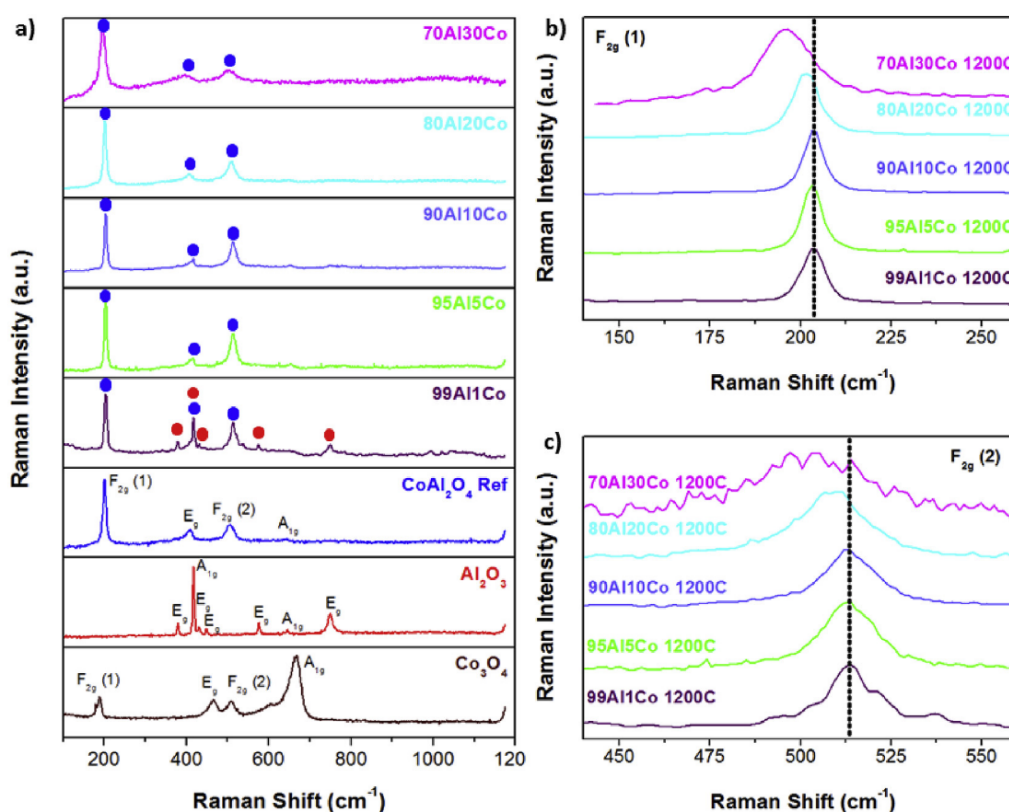 a)
Raman Intensity (a.u.)
70Al30Co
80Al20Co
90Al10Co
95Al5Co
99Al1Co
F2g (1)
Eg
F2g (2)
A1g
CoAl2O4 Ref
Eg
A1g
Eg
Eg
Eg
A1g
Eg
Al2O3
F2g (1)
Eg
F2g (2)
A1g
Co3O4
200 400 600 800 1000 120
Raman Shift (cm-1)
b)
F2g (1)
Raman Intensity (a.u.)
70Al30Co 1200C
80Al20Co 1200C
90Al10Co 1200C
95Al5Co 1200C
99Al1Co 1200C
150 175 200 225 250
Raman Shift (cm-1)
c)
F2g (2)
Raman Intensity (a.u.)
70Al30Co 1200C
80Al20Co 1200C
90Al10Co 1200C
95Al5Co 1200C
99Al1Co 1200C
450 475 500 525 550
Raman Shift (cm-1)